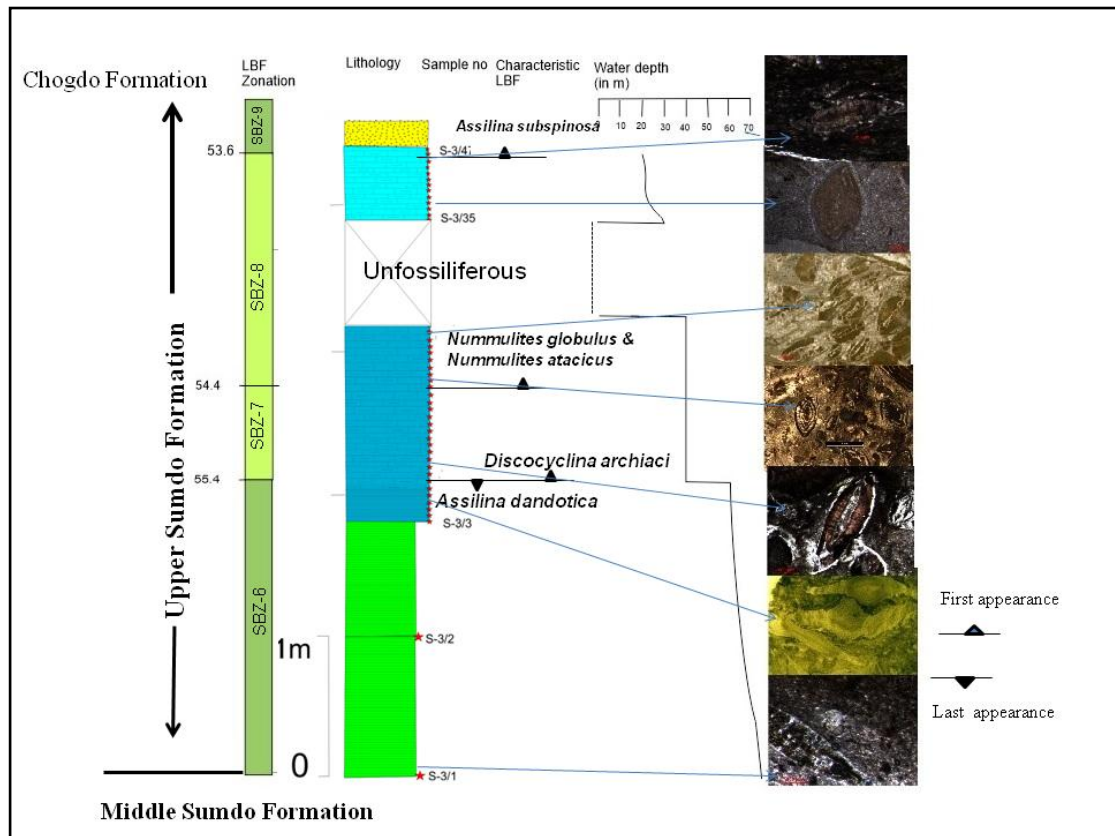 Chogdo Formation
LBF
Zonation
Lithology
Sample no
Characteristic
LBF
Water depth
(in m)
0 10 20 30 40 50 60 70
SBZ-9
Assilina subspinosa
53.6
S-3/47
S-3/35
SBZ-8
Unfossiliferous
Nummulites globulus &
Nummulites atacicus
54.4
SBZ-7
Discocyclina archiaci
55.4
Assilina dandotica
S-3/3
Upper Sumdo Formation
SBZ-6
1m
S-3/2
0
S-3/1
Middle Sumdo Formation
First appearance
Last appearance